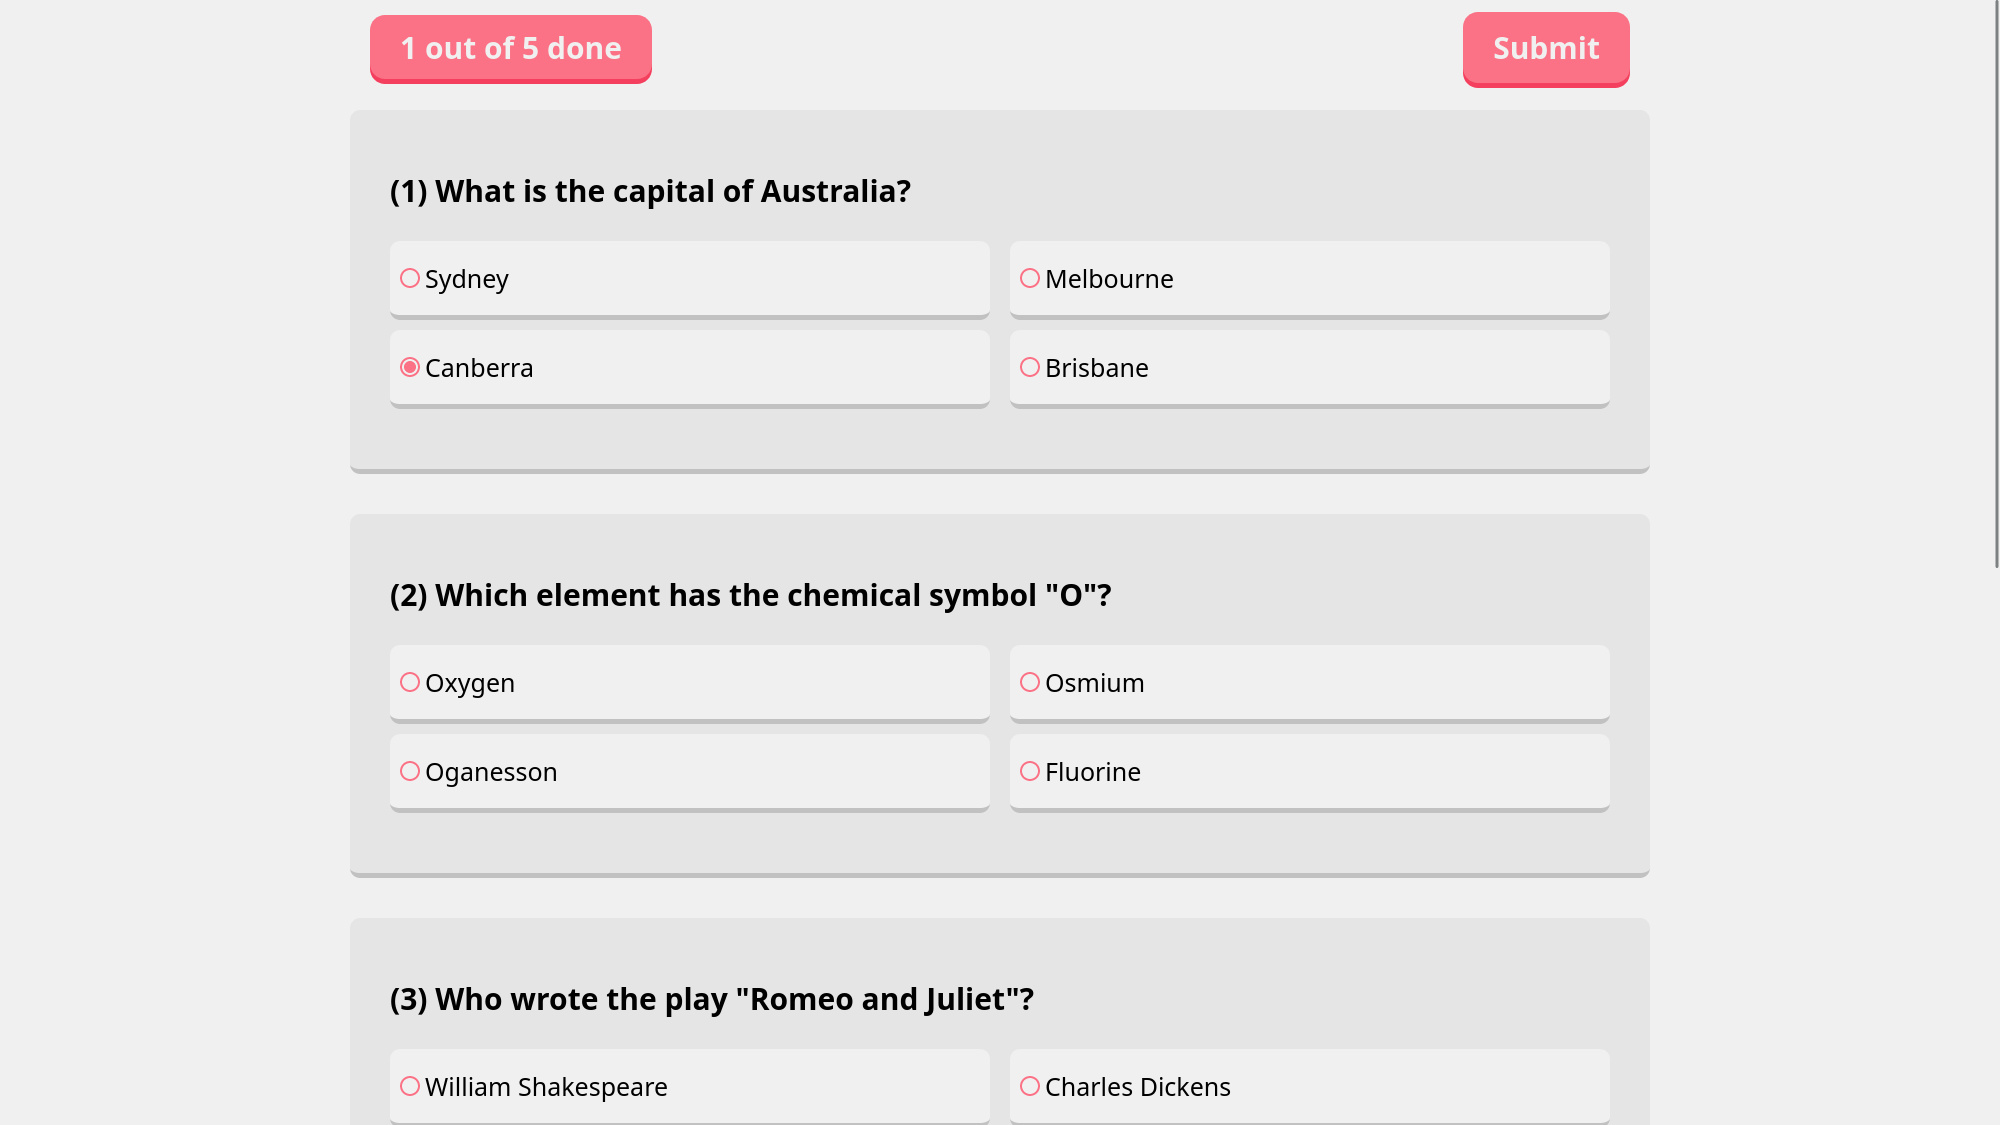 1 out of 5 done
Submit
(1) What is the capital of Australia?
Sydney
Melbourne
Canberra
Brisbane
(2) Which element has the chemical symbol "O"?
Oxygen
Osmium
Oganesson
Fluorine
(3) Who wrote the play "Romeo and Juliet"?
William Shakespeare
Charles Dickens